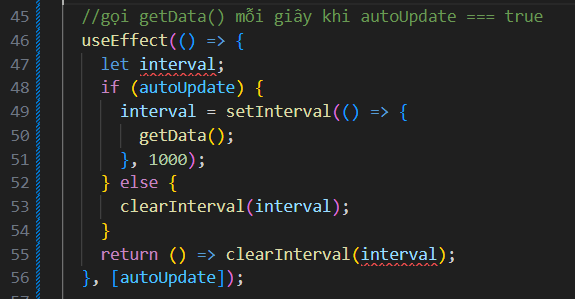 45 //gọi getData() mỗi giây khi autoUpdate === true
46 useEffect(() => {
47 let interval;
48 if (autoUpdate) {
49 interval = setInterval(() => {
50 getData();
51 }, 1000);
52 } else {
53 clearInterval(interval);
54 }
55 return () => clearInterval(interval);
56 }, [autoUpdate]);
57